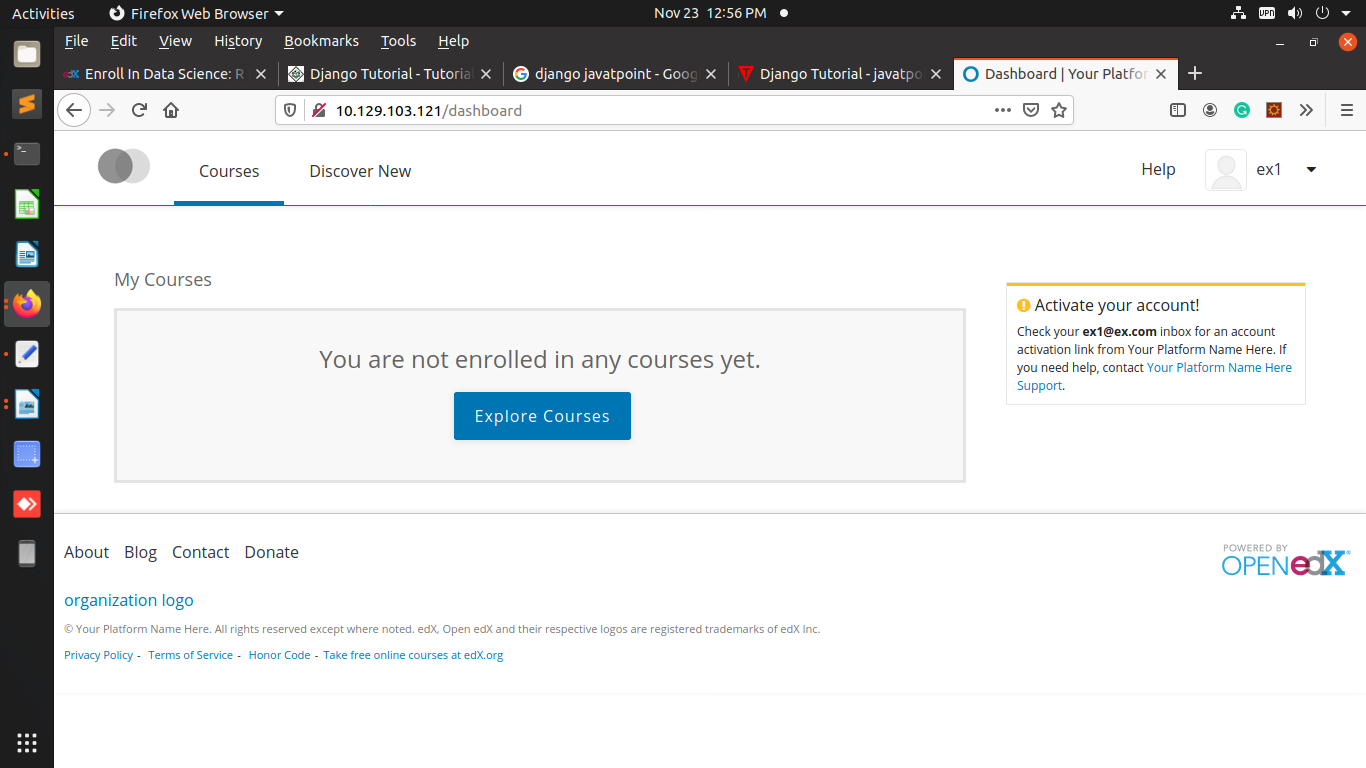 Activities Firefox Web Browser Nov 23 12:56 PM VPN
File Edit View History Bookmarks Tools Help
Enroll In Data Science: R Django Tutorial - Tutorial django javatpoint - Goog Django Tutorial - javatpo Dashboard | Your Platfor
10.129.103.121/dashboard
Courses Discover New Help ex1
My Courses
You are not enrolled in any courses yet.
Explore Courses
Activate your account!
Check your ex1@ex.com inbox for an account
activation link from Your Platform Name Here. If
you need help, contact Your Platform Name Here
Support.
About Blog Contact Donate
POWERED BY
OPEN edX
organization logo
© Your Platform Name Here. All rights reserved except where noted. edX, Open edX and their respective logos are registered trademarks of edX Inc.
Privacy Policy - Terms of Service - Honor Code - Take free online courses at edX.org